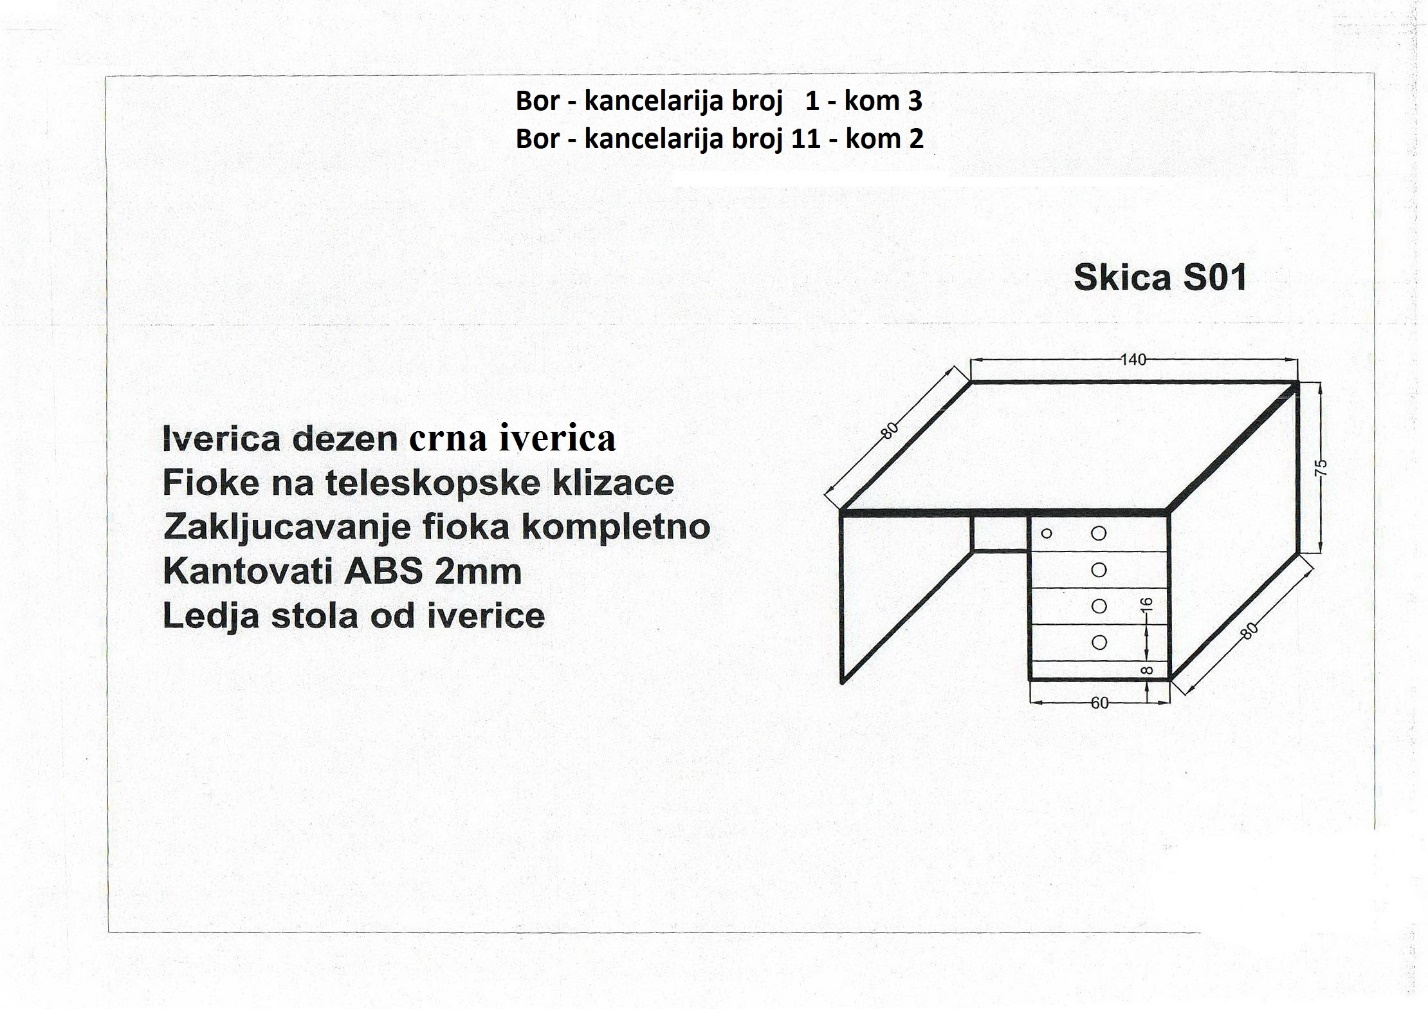 Bor - kancelarija broj   1 - kom 3
Bor - kancelarija broj 11 - kom 2
Skica S01
Iverica dezen crna iverica
Fioke na teleskopske klizace
Zakljucavanje fioka kompletno
Kantovati ABS 2mm
Ledja stola od iverice
140
80
75
16
8
80
60